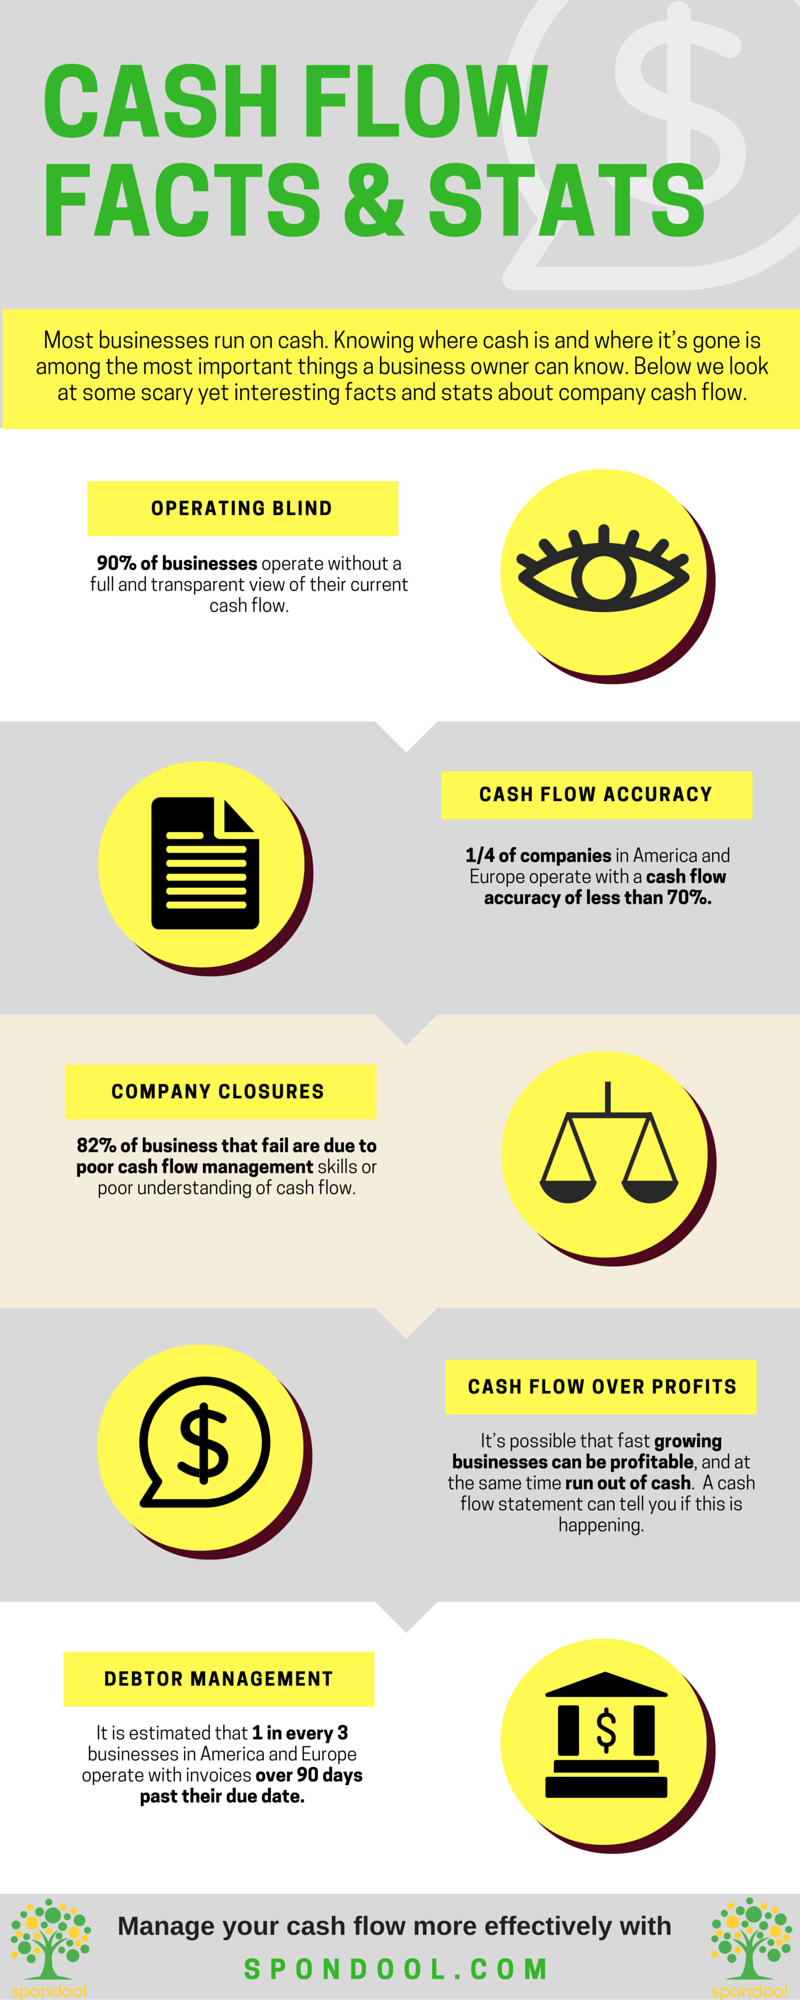 CASH FLOW
FACTS & STATS
Most businesses run on cash. Knowing where cash is and where it's gone is
among the most important things a business owner can know. Below we look
at some scary yet interesting facts and stats about company cash flow.
OPERATING BLIND
90% of businesses operate without a
full and transparent view of their current
cash flow.
CASH FLOW ACCURACY
1/4 of companies in America and
Europe operate with a cash flow
accuracy of less than 70%.
COMPANY CLOSURES
82% of business that fail are due to
poor cash flow management skills or
poor understanding of cash flow.
CASH FLOW OVER PROFITS
It's possible that fast growing
businesses can be profitable, and at
the same time run out of cash. A cash
flow statement can tell you if this is
happening.
DEBTOR MANAGEMENT
It is estimated that 1 in every 3
businesses in America and Europe
operate with invoices over 90 days
past their due date.
Manage your cash flow more effectively with
SPONDOOL.COM
spondool
spondool